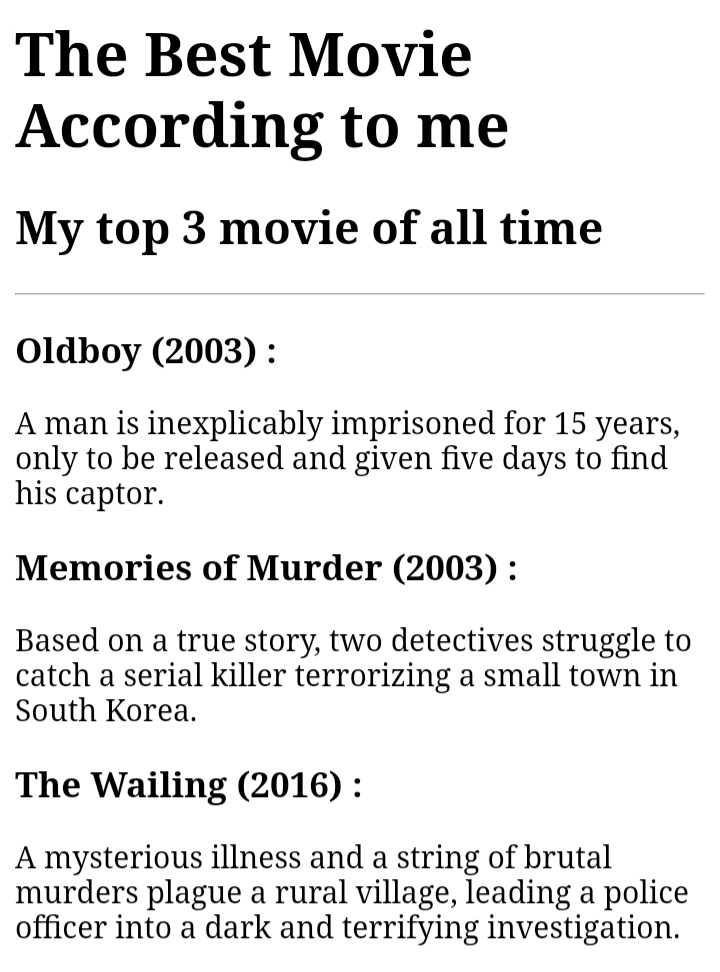 The Best Movie
According to me
My top 3 movie of all time
Oldboy (2003) :
A man is inexplicably imprisoned for 15 years,
only to be released and given five days to find
his captor.
Memories of Murder (2003) :
Based on a true story, two detectives struggle to
catch a serial killer terrorizing a small town in
South Korea.
The Wailing (2016) :
A mysterious illness and a string of brutal
murders plague a rural village, leading a police
officer into a dark and terrifying investigation.